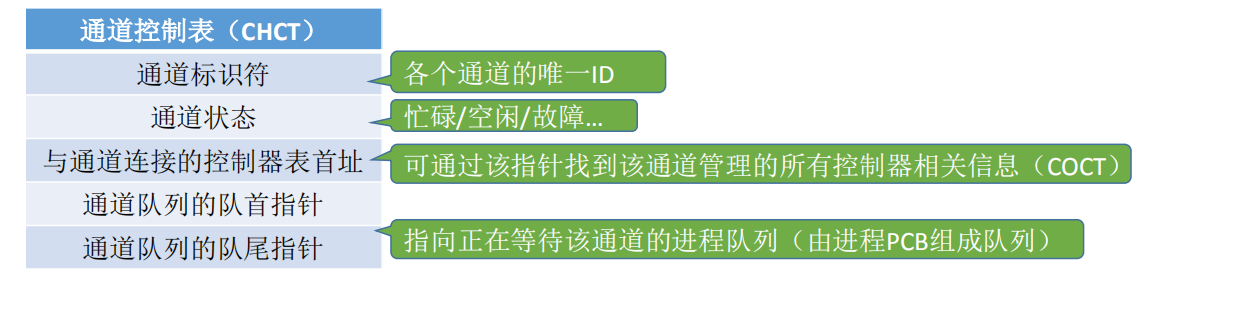 通道控制表（CHCT）
通道标识符
各个通道的唯一ID
通道状态
忙碌/空闲/故障...
与通道连接的控制器表首址
可通过该指针找到该通道管理的所有控制器相关信息（COCT）
通道队列的队首指针
通道队列的队尾指针
指向正在等待该通道的进程队列（由进程PCB组成队列）